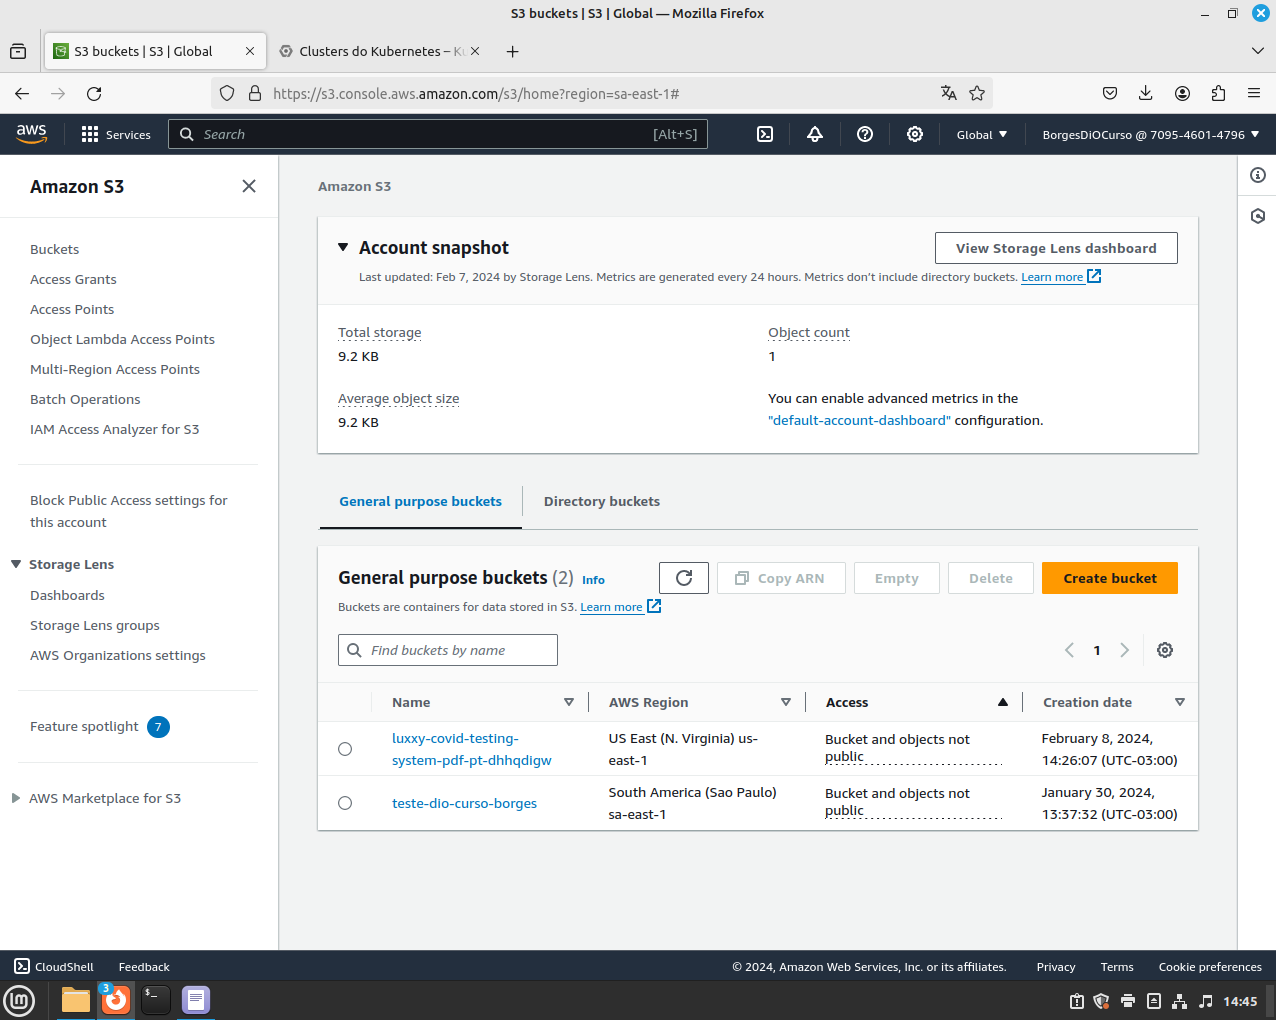 S3 buckets | S3 | Global — Mozilla Firefox
S3 buckets | S3 | Global
Clusters do Kubernetes –
https://s3.console.aws.amazon.com/s3/home?region=sa-east-1#
aws
Services
Search
[Alt+S]
Global
BorgesDiOCurso @ 7095-4601-4796
Amazon S3
Buckets
Access Grants
Access Points
Object Lambda Access Points
Multi-Region Access Points
Batch Operations
IAM Access Analyzer for S3
Block Public Access settings for
this account
Storage Lens
Dashboards
Storage Lens groups
AWS Organizations settings
Feature spotlight 7
AWS Marketplace for S3
Amazon S3
Account snapshot
View Storage Lens dashboard
Last updated: Feb 7, 2024 by Storage Lens. Metrics are generated every 24 hours. Metrics don’t include directory buckets. Learn more
Total storage
9.2 KB
Object count
1
Average object size
9.2 KB
You can enable advanced metrics in the
"default-account-dashboard" configuration.
General purpose buckets
Directory buckets
General purpose buckets (2) Info
Copy ARN
Empty
Delete
Create bucket
Buckets are containers for data stored in S3. Learn more
Find buckets by name
1
Name
AWS Region
Access
Creation date
luxxy-covid-testing-
system-pdf-pt-dhhqdigw
US East (N. Virginia) us-
east-1
Bucket and objects not
public
February 8, 2024,
14:26:07 (UTC-03:00)
teste-dio-curso-borges
South America (Sao Paulo)
sa-east-1
Bucket and objects not
public
January 30, 2024,
13:37:32 (UTC-03:00)
CloudShell
Feedback
© 2024, Amazon Web Services, Inc. or its affiliates.
Privacy
Terms
Cookie preferences
3
14:45